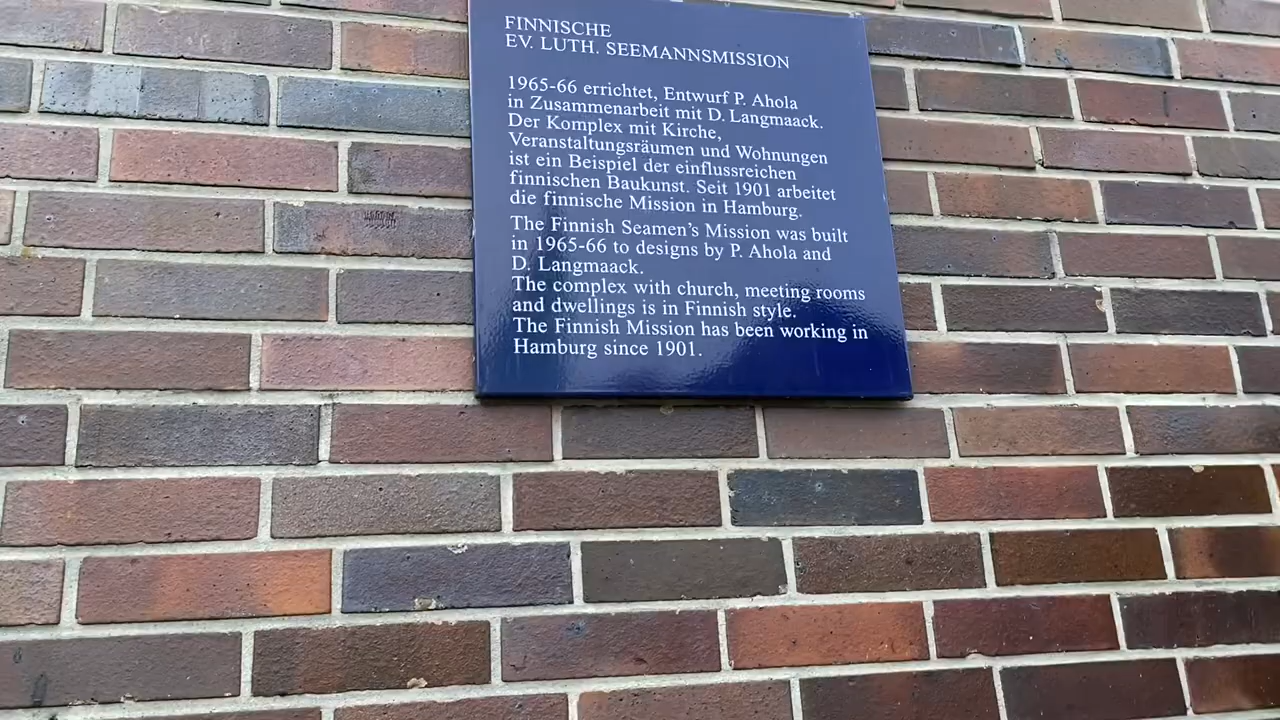 FINNISCHE
EV. LUTH. SEEMANNSMISSION
1965-66 errichtet, Entwurf P. Ahola
in Zusammenarbeit mit D. Langmaack.
Der Komplex mit Kirche,
Veranstaltungsräumen und Wohnungen
ist ein Beispiel der einflussreichen
finnischen Baukunst. Seit 1901 arbeitet
die finnische Mission in Hamburg.
The Finnish Seamen's Mission was built
in 1965-66 to designs by P. Ahola and
D. Langmaack.
The complex with church, meeting rooms
and dwellings is in Finnish style.
The Finnish Mission has been working in
Hamburg since 1901.